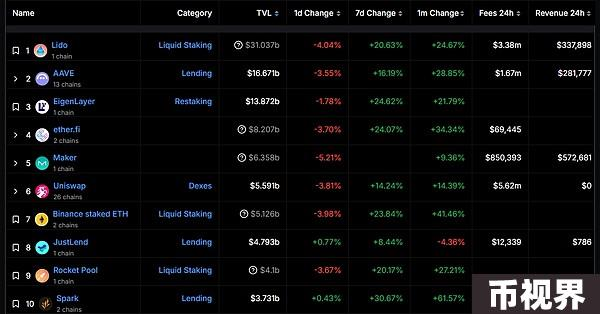 Name Category TVL 1d Change 7d Change 1m Change Fees 24h Revenue 24h
1 Lido Liquid Staking $31.037b -4.04% +20.63% +24.67% $3.38m $337,898
1 chain
2 AAVE Lending $16.671b -3.55% +16.19% +28.85% $1.67m $281,777
13 chains
3 EigenLayer Restaking $13.872b -1.78% +24.62% +21.79%
1 chain
4 ether.fi $8.207b -3.70% +24.07% +34.34% $69,445
2 chains
5 Maker $6.358b -5.21% +9.36% $850,393 $572,681
1 chain
6 Uniswap Dexes $5.591b -3.81% +14.24% +14.39% $5.62m $0
26 chains
7 Binance staked ETH Liquid Staking $5.126b -3.98% +23.84% +41.46%
2 chains
8 JustLend Lending $4.793b +0.77% +8.44% -4.36% $12,339 $786
1 chain
9 Rocket Pool Liquid Staking $4.1b -3.67% +20.17% +27.21%
1 chain
10 Spark Lending $3.731b +0.43% +30.67% +61.57%
2 chains
币视界